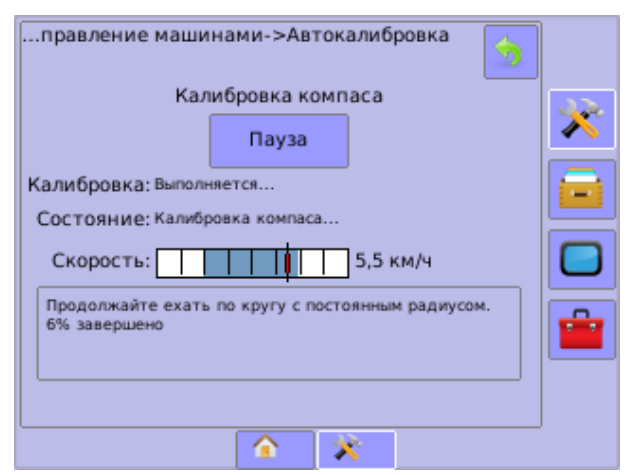 ...правление машинами->Автокалибровка
Калибровка компаса
Пауза
Калибровка: Выполняется...
Состояние: Калибровка компаса...
Скорость: 5,5 км/ч
Продолжайте ехать по кругу с постоянным радиусом.
6% завершено